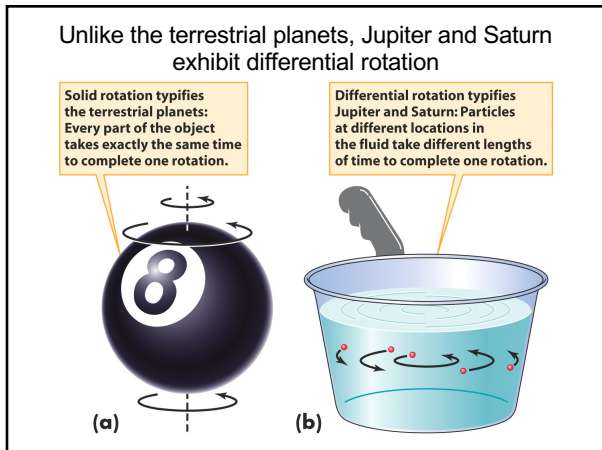 Unlike the terrestrial planets, Jupiter and Saturn
exhibit differential rotation
Solid rotation typifies
the terrestrial planets:
Every part of the object
takes exactly the same time
to complete one rotation.
Differential rotation typifies
Jupiter and Saturn: Particles
at different locations in
the fluid take different lengths
of time to complete one rotation.
8
(a)
(b)